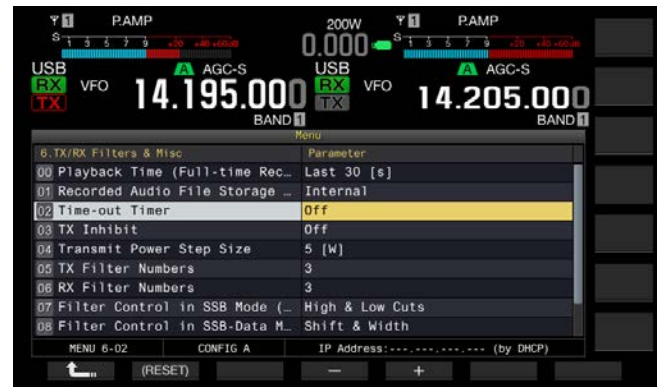 1 P.AMP 200W 1 P.AMP
S 1 3 5 7 9 +20 +40 +60dB 0.000 S 1 3 5 7 9 +20 +40 +60dB
USB A AGC-S USB A AGC-S
RX VFO 14.195.000 RX VFO 14.205.000
TX TX
BAND 1 BAND 1
Menu
6.TX/RX Filters & Misc Parameter
00 Playback Time (Full-time Rec… Last 30 [s]
01 Recorded Audio File Storage … Internal
02 Time-out Timer Off
03 TX Inhibit Off
04 Transmit Power Step Size 5 [W]
05 TX Filter Numbers 3
06 RX Filter Numbers 3
07 Filter Control in SSB Mode (… High & Low Cuts
08 Filter Control in SSB-Data M… Shift & Width
MENU 6-02 CONFIG A IP Address:---.---.---.--- (by DHCP)
(RESET) − +